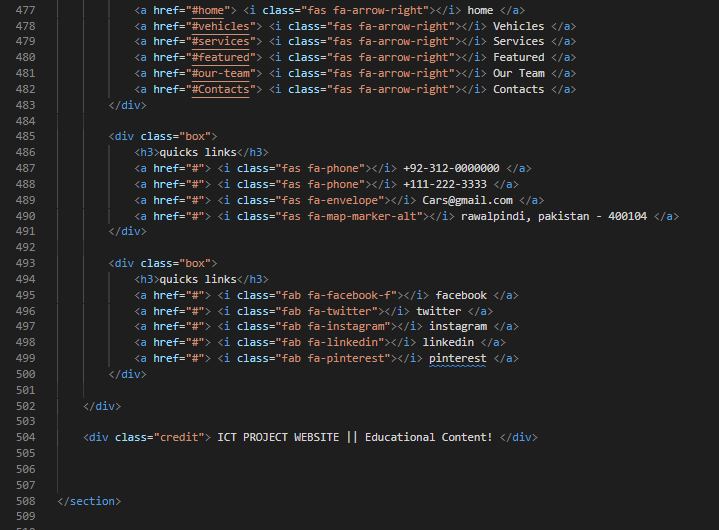 477 <a href="#home"> <i class="fas fa-arrow-right"></i> home </a>
478 <a href="#vehicles"> <i class="fas fa-arrow-right"></i> Vehicles </a>
479 <a href="#services"> <i class="fas fa-arrow-right"></i> Services </a>
480 <a href="#featured"> <i class="fas fa-arrow-right"></i> Featured </a>
481 <a href="#our-team"> <i class="fas fa-arrow-right"></i> Our Team </a>
482 <a href="#Contacts"> <i class="fas fa-arrow-right"></i> Contacts </a>
483 </div>
484
485 <div class="box">
486 <h3>quicks links</h3>
487 <a href="#"> <i class="fas fa-phone"></i> +92-312-0000000 </a>
488 <a href="#"> <i class="fas fa-phone"></i> +111-222-3333 </a>
489 <a href="#"> <i class="fas fa-envelope"></i> Cars@gmail.com </a>
490 <a href="#"> <i class="fas fa-map-marker-alt"></i> rawalpindi, pakistan - 400104 </a>
491 </div>
492
493 <div class="box">
494 <h3>quicks links</h3>
495 <a href="#"> <i class="fab fa-facebook-f"></i> facebook </a>
496 <a href="#"> <i class="fab fa-twitter"></i> twitter </a>
497 <a href="#"> <i class="fab fa-instagram"></i> instagram </a>
498 <a href="#"> <i class="fab fa-linkedin"></i> linkedin </a>
499 <a href="#"> <i class="fab fa-pinterest"></i> pinterest </a>
500 </div>
501
502 </div>
503
504 <div class="credit"> ICT PROJECT WEBSITE || Educational Content! </div>
505
506
507
508 </section>
509